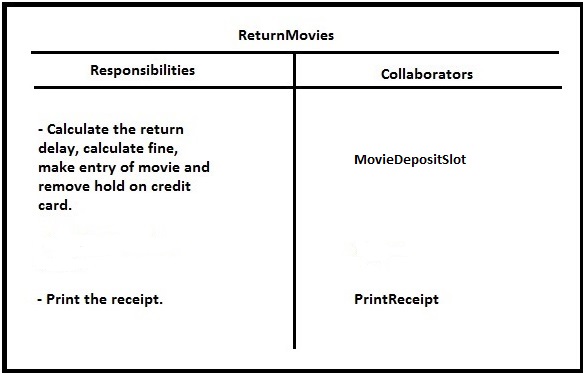 ReturnMovies
Responsibilities
Collaborators
- Calculate the return
delay, calculate fine,
make entry of movie and
remove hold on credit
card.
MovieDepositSlot
- Print the receipt.
PrintReceipt